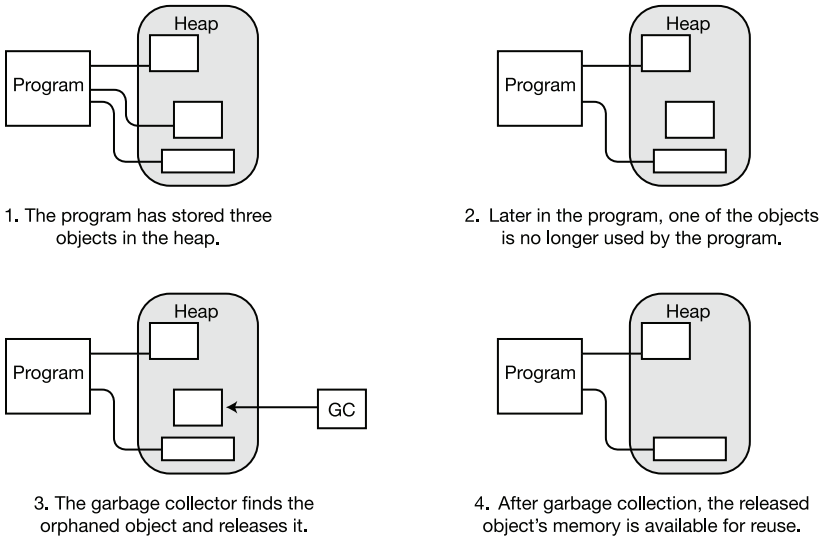 Heap
Program
1. The program has stored three
objects in the heap.
Heap
Program
2. Later in the program, one of the objects
is no longer used by the program.
Heap
Program
GC
3. The garbage collector finds the
orphaned object and releases it.
Heap
Program
4. After garbage collection, the released
object's memory is available for reuse.